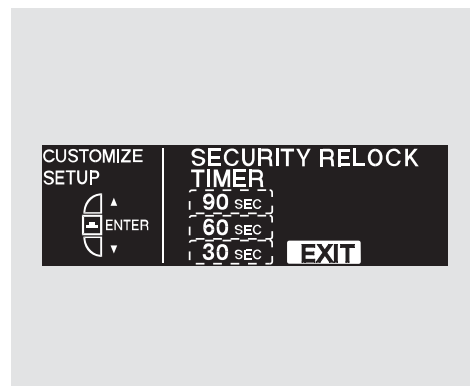 CUSTOMIZE
SETUP
ENTER
SECURITY RELOCK
TIMER
90 SEC
60 SEC
30 SEC EXIT